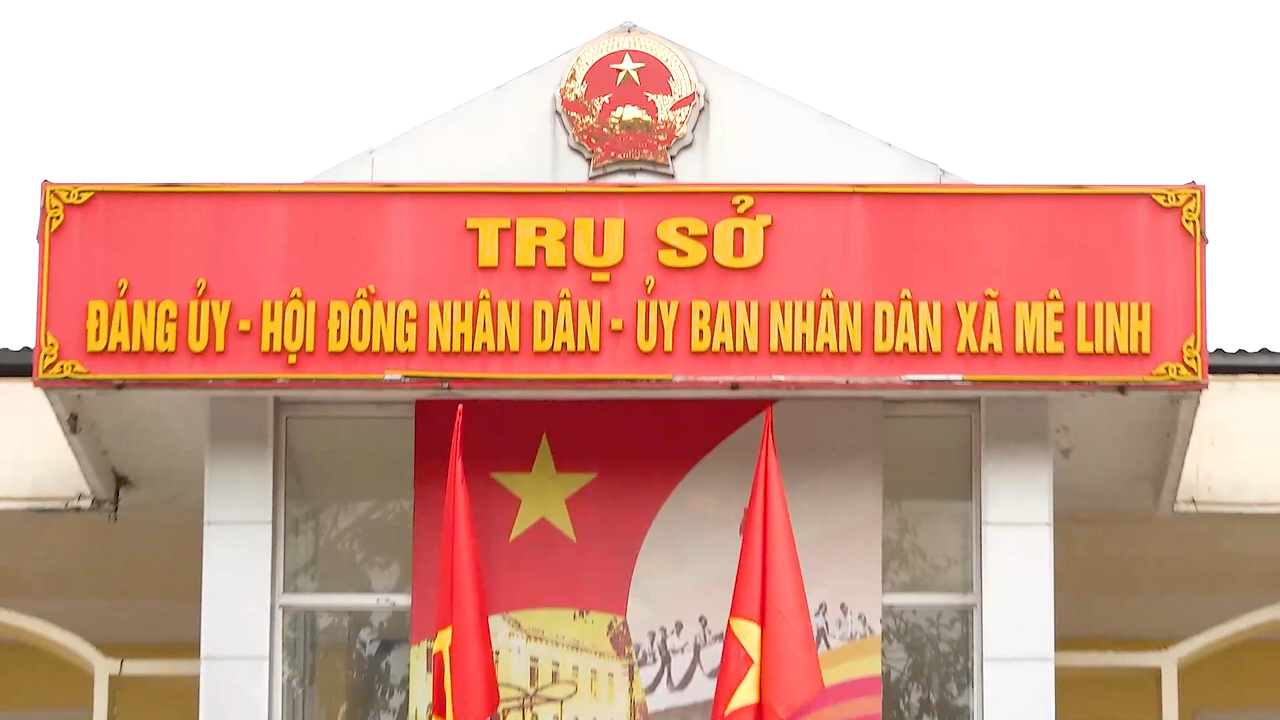 TRỤ SỞ
ĐẢNG ỦY - HỘI ĐỒNG NHÂN DÂN - ỦY BAN NHÂN DÂN XÃ MÊ LINH